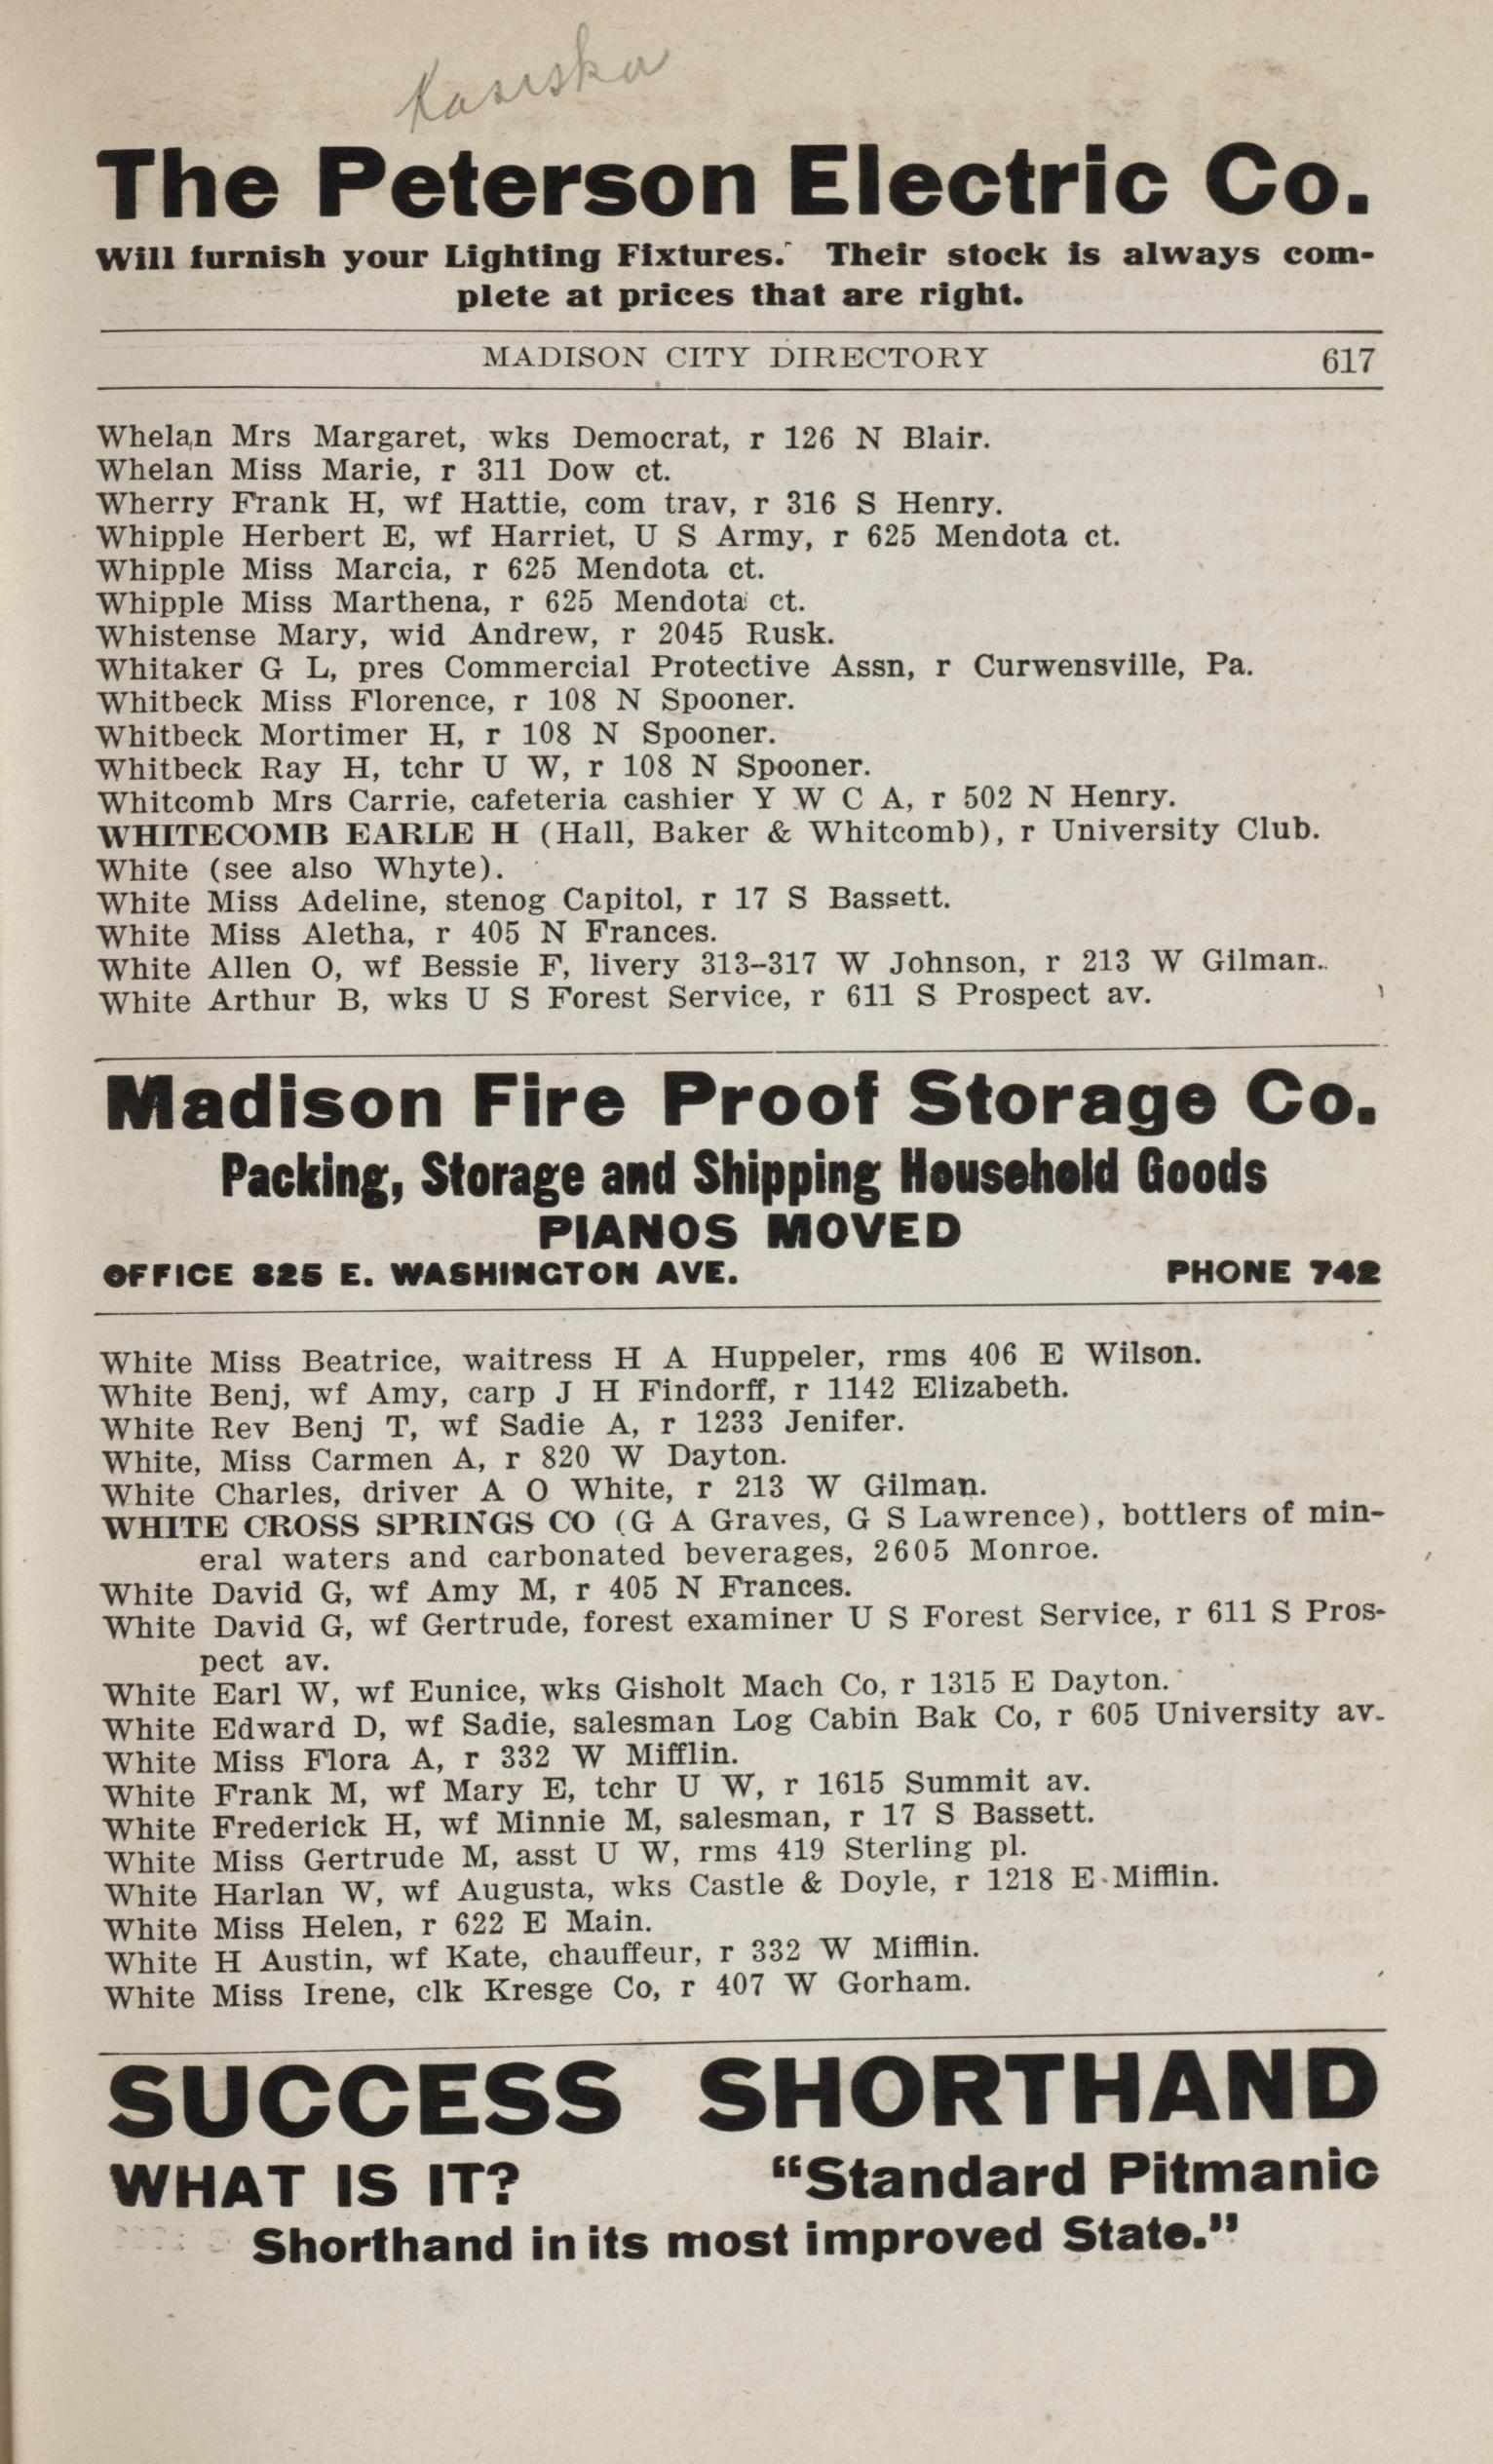 Kasiska
The Peterson Electric Co.
Will furnish your Lighting Fixtures. Their stock is always com-
plete at prices that are right.
MADISON CITY DIRECTORY 617
Whelan Mrs Margaret, wks Democrat, r 126 N Blair.
Whelan Miss Marie, r 311 Dow ct.
Wherry Frank H, wf Hattie, com trav, r 316 S Henry.
Whipple Herbert E, wf Harriet, U S Army, r 625 Mendota ct.
Whipple Miss Marcia, r 625 Mendota ct.
Whipple Miss Marthena, r 625 Mendota ct.
Whistense Mary, wid Andrew, r 2045 Rusk.
Whitaker G L, pres Commercial Protective Assn, r Curwensville, Pa.
Whitbeck Miss Florence, r 108 N Spooner.
Whitbeck Mortimer H, r 108 N Spooner.
Whitbeck Ray H, tchr U W, r 108 N Spooner.
Whitcomb Mrs Carrie, cafeteria cashier Y W C A, r 502 N Henry.
WHITECOMB EARLE H (Hall, Baker & Whitcomb), r University Club.
White (see also Whyte).
White Miss Adeline, stenog Capitol, r 17 S Bassett.
White Miss Aletha, r 405 N Frances.
White Allen O, wf Bessie F, livery 313-317 W Johnson, r 213 W Gilman.
White Arthur B, wks U S Forest Service, r 611 S Prospect av.
Madison Fire Proof Storage Co.
Packing, Storage and Shipping Household Goods
PIANOS MOVED
OFFICE 825 E. WASHINGTON AVE. PHONE 742
White Miss Beatrice, waitress H A Huppeler, rms 406 E Wilson.
White Benj, wf Amy, carp J H Findorff, r 1142 Elizabeth.
White Rev Benj T, wf Sadie A, r 1233 Jenifer.
White, Miss Carmen A, r 820 W Dayton.
White Charles, driver A O White, r 213 W Gilman.
WHITE CROSS SPRINGS CO (G A Graves, G S Lawrence), bottlers of min-
eral waters and carbonated beverages, 2605 Monroe.
White David G, wf Amy M, r 405 N Frances.
White David G, wf Gertrude, forest examiner U S Forest Service, r 611 S Pros-
pect av.
White Earl W, wf Eunice, wks Gisholt Mach Co, r 1315 E Dayton.
White Edward D, wf Sadie, salesman Log Cabin Bak Co, r 605 University av.
White Miss Flora A, r 332 W Mifflin.
White Frank M, wf Mary E, tchr U W, r 1615 Summit av.
White Frederick H, wf Minnie M, salesman, r 17 S Bassett.
White Miss Gertrude M, asst U W, rms 419 Sterling pl.
White Harlan W, wf Augusta, wks Castle & Doyle, r 1218 E Mifflin.
White Miss Helen, r 622 E Main.
White H Austin, wf Kate, chauffeur, r 332 W Mifflin.
White Miss Irene, clk Kresge Co, r 407 W Gorham.
SUCCESS SHORTHAND
WHAT IS IT? "Standard Pitmanic
Shorthand in its most improved State."